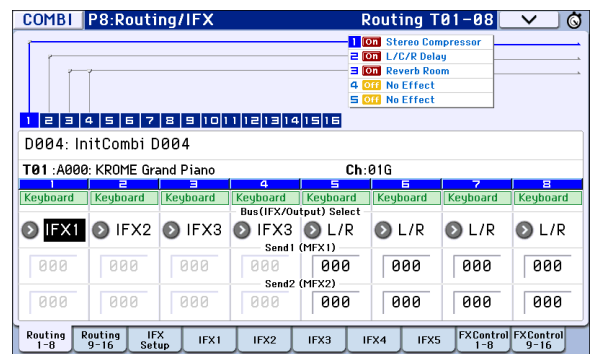 COMBI P8:Routing/IFX Routing T01-08
1 On Stereo Compressor
2 On L/C/R Delay
3 On Reverb Room
4 Off No Effect
5 Off No Effect
1 2 3 4 5 6 7 8 9 10 11 12 13 14 15 16
D004: InitCombi D004
T01 :A000: KROME Grand Piano Ch:01G
1 2 3 4 5 6 7 8
Keyboard Keyboard Keyboard Keyboard Keyboard Keyboard Keyboard Keyboard
Bus(IFX/Output) Select
IFX1 IFX2 IFX3 IFX3 L/R L/R L/R L/R
Send1 (MFX1)
000 000 000 000 000 000 000 000
Send2 (MFX2)
000 000 000 000 000 000 000 000
Routing 1-8 Routing 9-16 IFX Setup IFX1 IFX2 IFX3 IFX4 IFX5 FXControl 1-8 FXControl 9-16